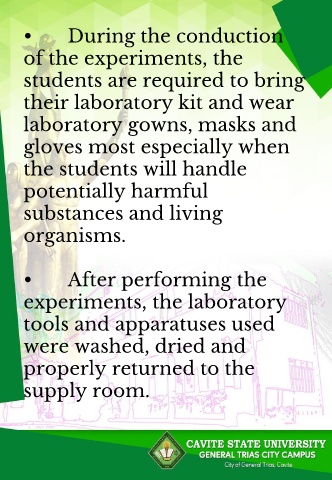 • During the conduction
of the experiments, the
students are required to bring
their laboratory kit and wear
laboratory gowns, masks and
gloves most especially when
the students will handle
potentially harmful
substances and living
organisms.
• After performing the
experiments, the laboratory
tools and apparatuses used
were washed, dried and
properly returned to the
supply room.
CAVITE STATE UNIVERSITY
GENERAL TRIAS CITY CAMPUS
City of General Trias, Cavite